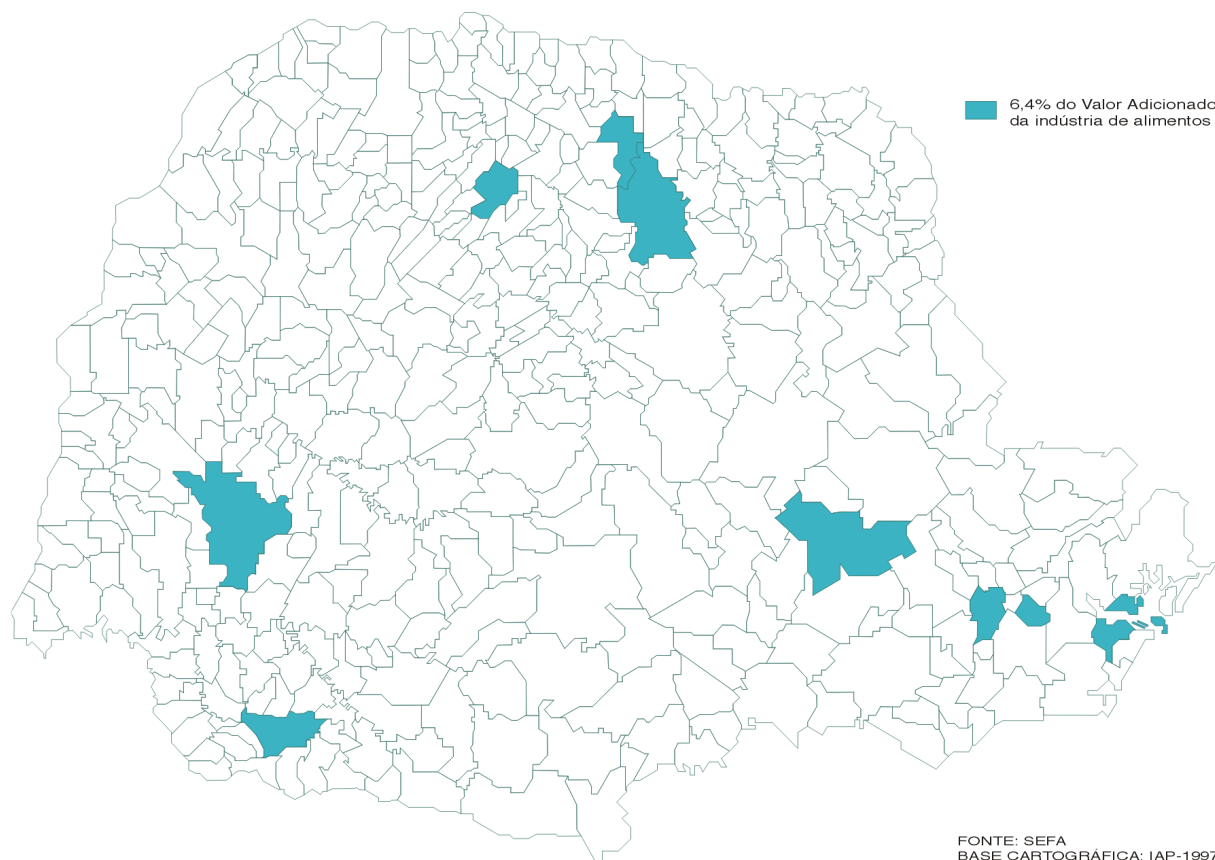 6,4% do Valor Adicionado
da indústria de alimentos
FONTE: SEFA
BASE CARTOGRÁFICA: IAP-1997